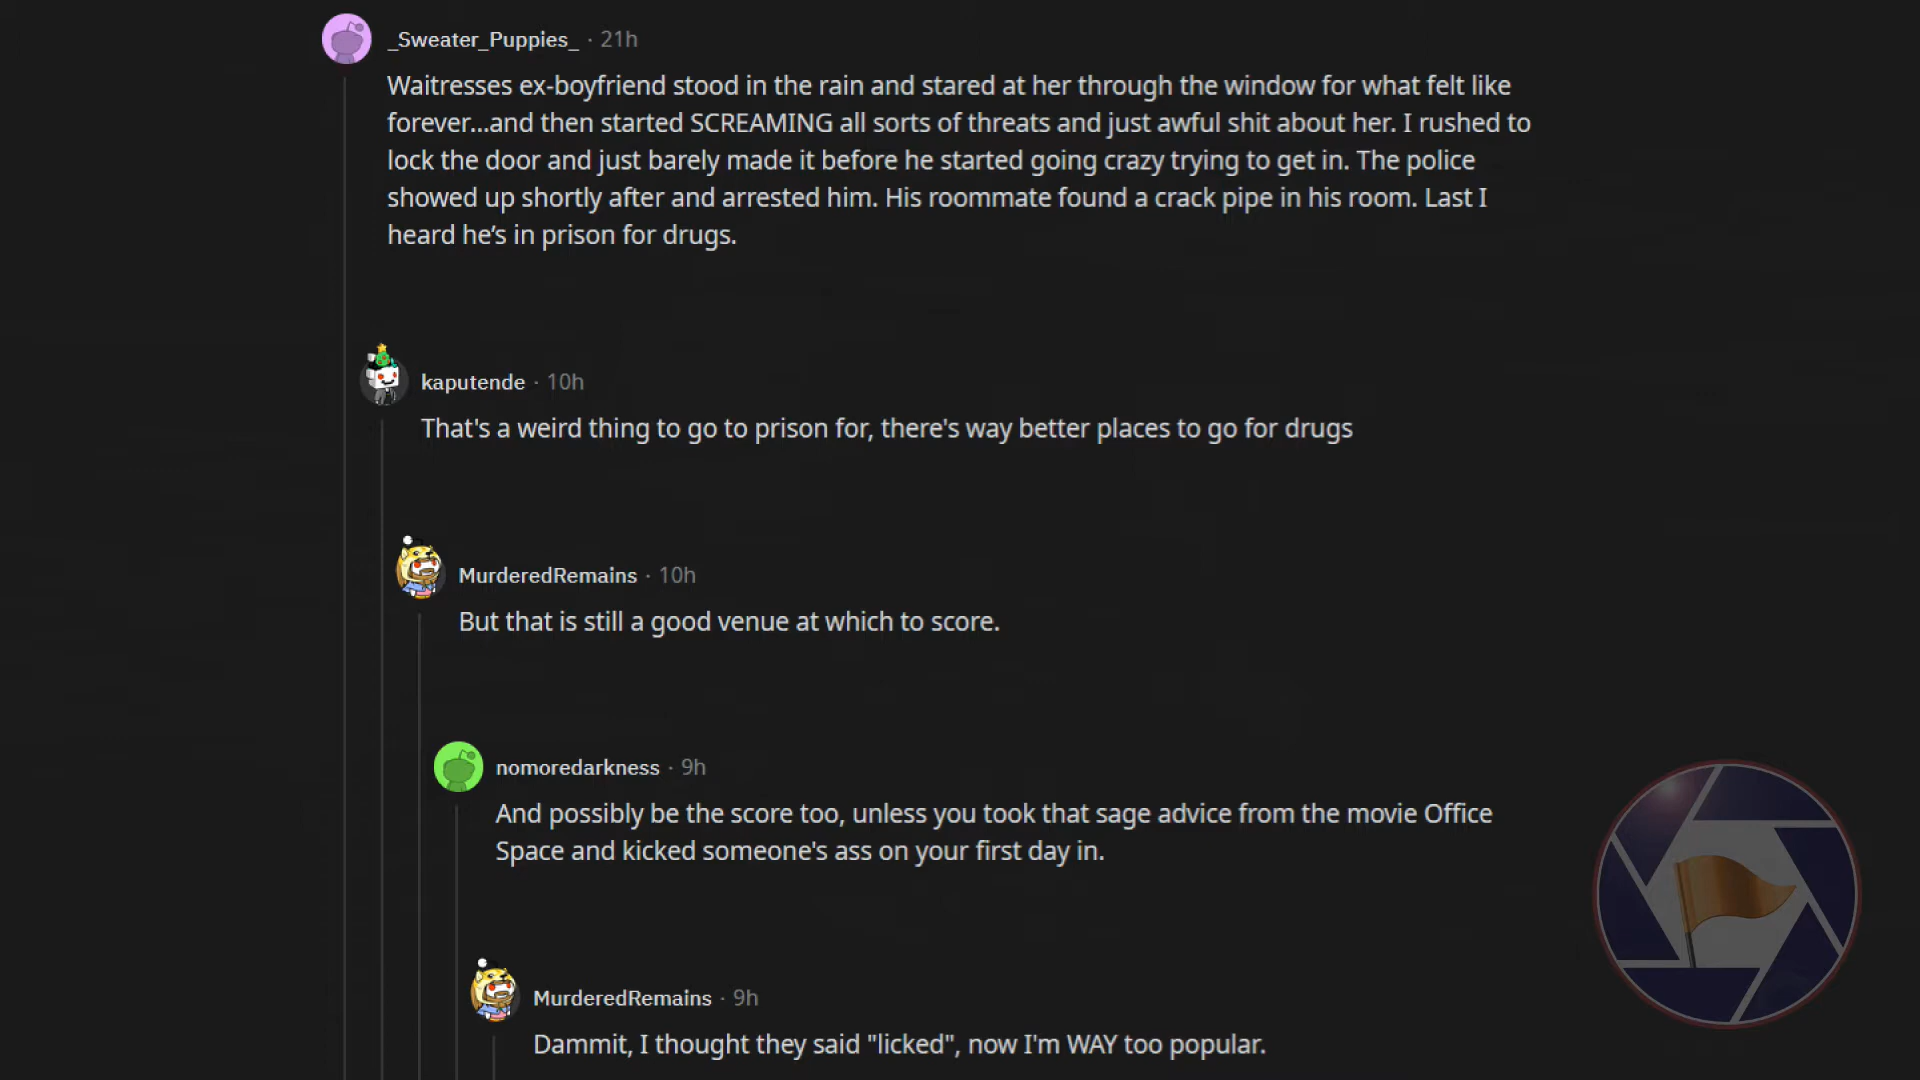 _Sweater_Puppies_ · 21h
Waitresses ex-boyfriend stood in the rain and stared at her through the window for what felt like
forever...and then started SCREAMING all sorts of threats and just awful shit about her. I rushed to
lock the door and just barely made it before he started going crazy trying to get in. The police
showed up shortly after and arrested him. His roommate found a crack pipe in his room. Last I
heard he’s in prison for drugs.
kaputende · 10h
That's a weird thing to go to prison for, there's way better places to go for drugs
MurderedRemains · 10h
But that is still a good venue at which to score.
nomoredarkness · 9h
And possibly be the score too, unless you took that sage advice from the movie Office
Space and kicked someone's ass on your first day in.
MurderedRemains · 9h
Dammit, I thought they said "licked", now I'm WAY too popular.